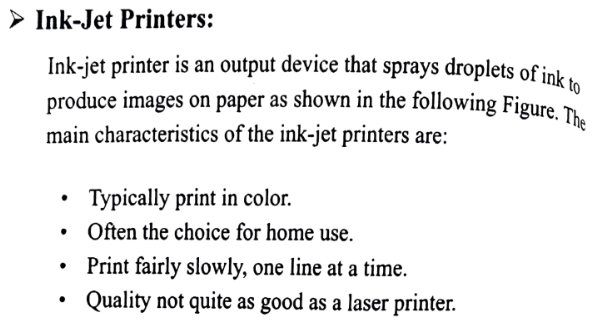 ➢ Ink-Jet Printers:
Ink-jet printer is an output device that sprays droplets of ink to
produce images on paper as shown in the following Figure. The
main characteristics of the ink-jet printers are:
• Typically print in color.
• Often the choice for home use.
• Print fairly slowly, one line at a time.
• Quality not quite as good as a laser printer.